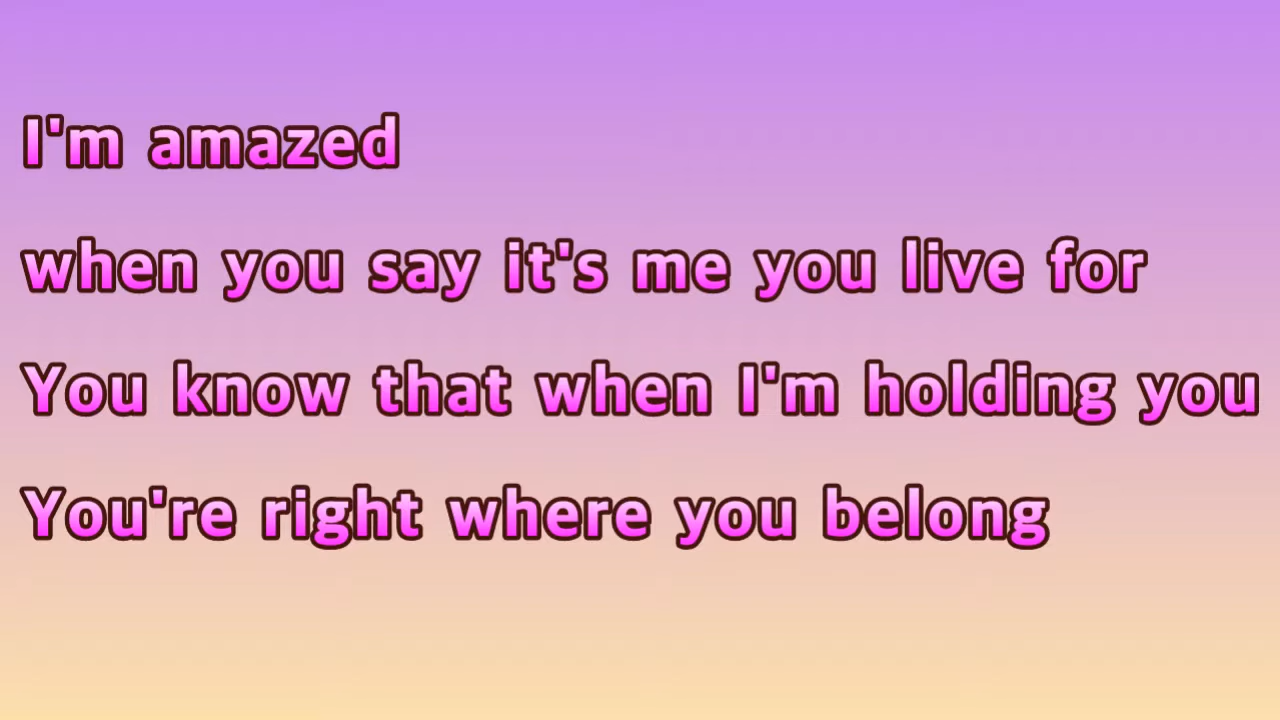 I'm amazed
when you say it's me you live for
You know that when I'm holding you
You're right where you belong